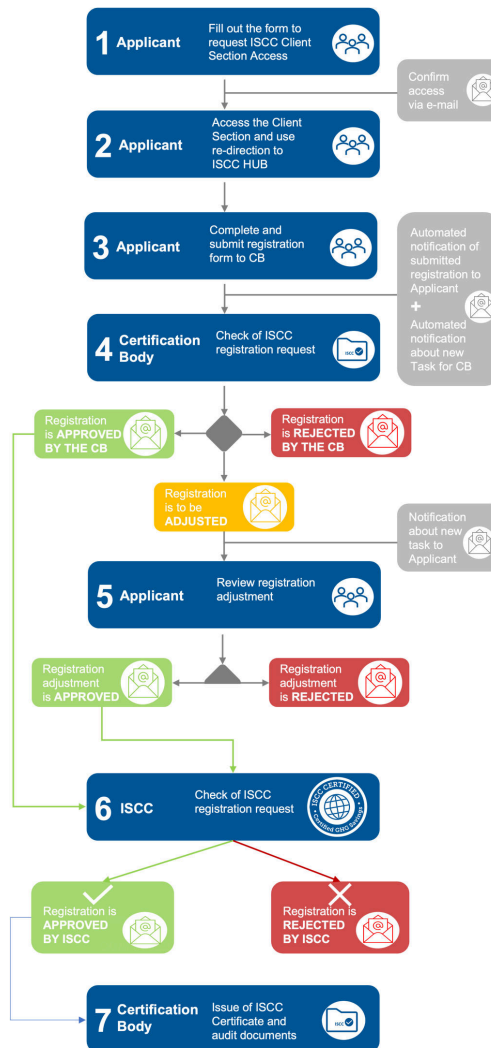 1 Applicant
Fill out the form to
request ISCC Client
Section Access
Confirm
access
via e-mail
2 Applicant
Access the Client
Section and use
re-direction to
ISCC HUB
3 Applicant
Complete and
submit registration
form to CB
Automated
notification of
submitted
registration to
Applicant
+
Automated
notification
about new
Task for CB
4 Certification
Body
Check of ISCC
registration request
ISCC
Registration
is APPROVED
BY THE CB
Registration
is REJECTED
BY THE CB
Registration
is to be
ADJUSTED
Notification
about new
task to
Applicant
5 Applicant
Review registration
adjustment
Registration
adjustment
is APPROVED
Registration
adjustment
is REJECTED
6 ISCC
Check of ISCC
registration request
ISCC CERTIFIED
Certified GHG Savings
Registration is
APPROVED
BY ISCC
Registration is
REJECTED
BY ISCC
7 Certification
Body
Issue of ISCC
Certificate and
audit documents
ISCC